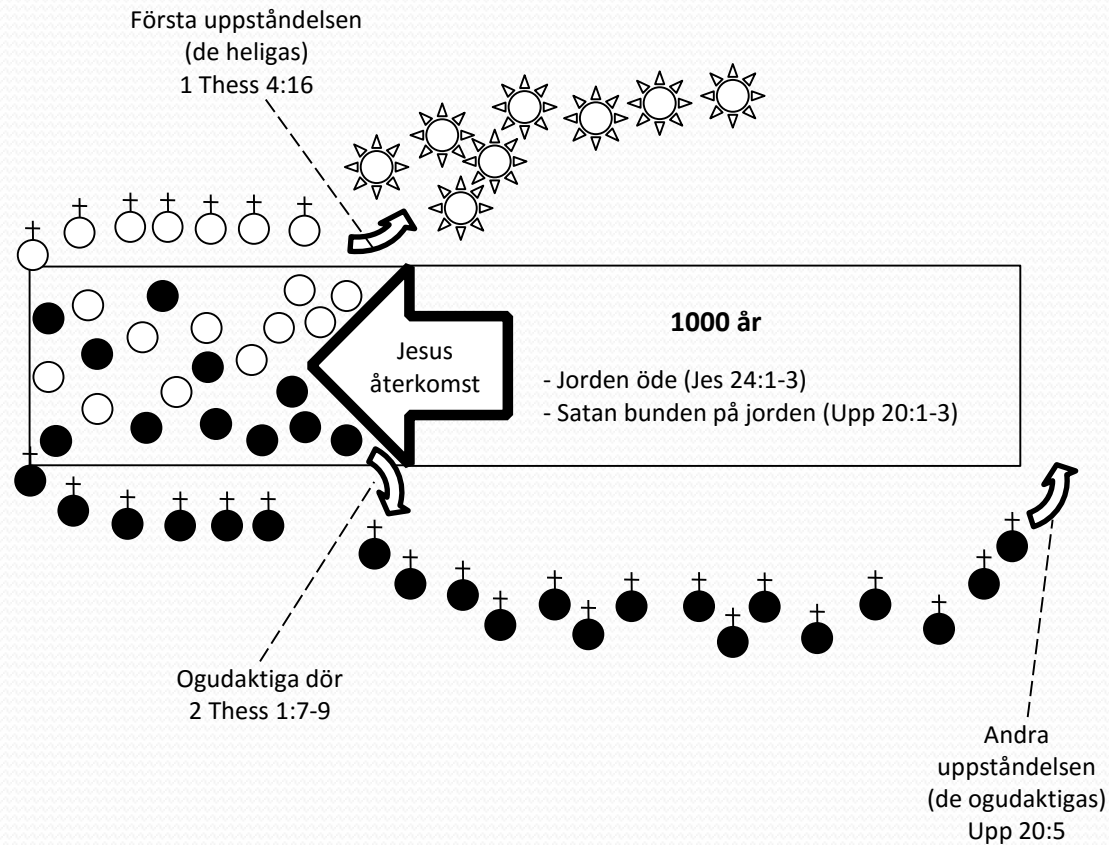 Första uppståndelsen
(de heligas)
1 Thess 4:16
Jesus
återkomst
1000 år
- Jorden öde (Jes 24:1-3)
- Satan bunden på jorden (Upp 20:1-3)
Ogudaktiga dör
2 Thess 1:7-9
Andra
uppståndelsen
(de ogudaktigas)
Upp 20:5